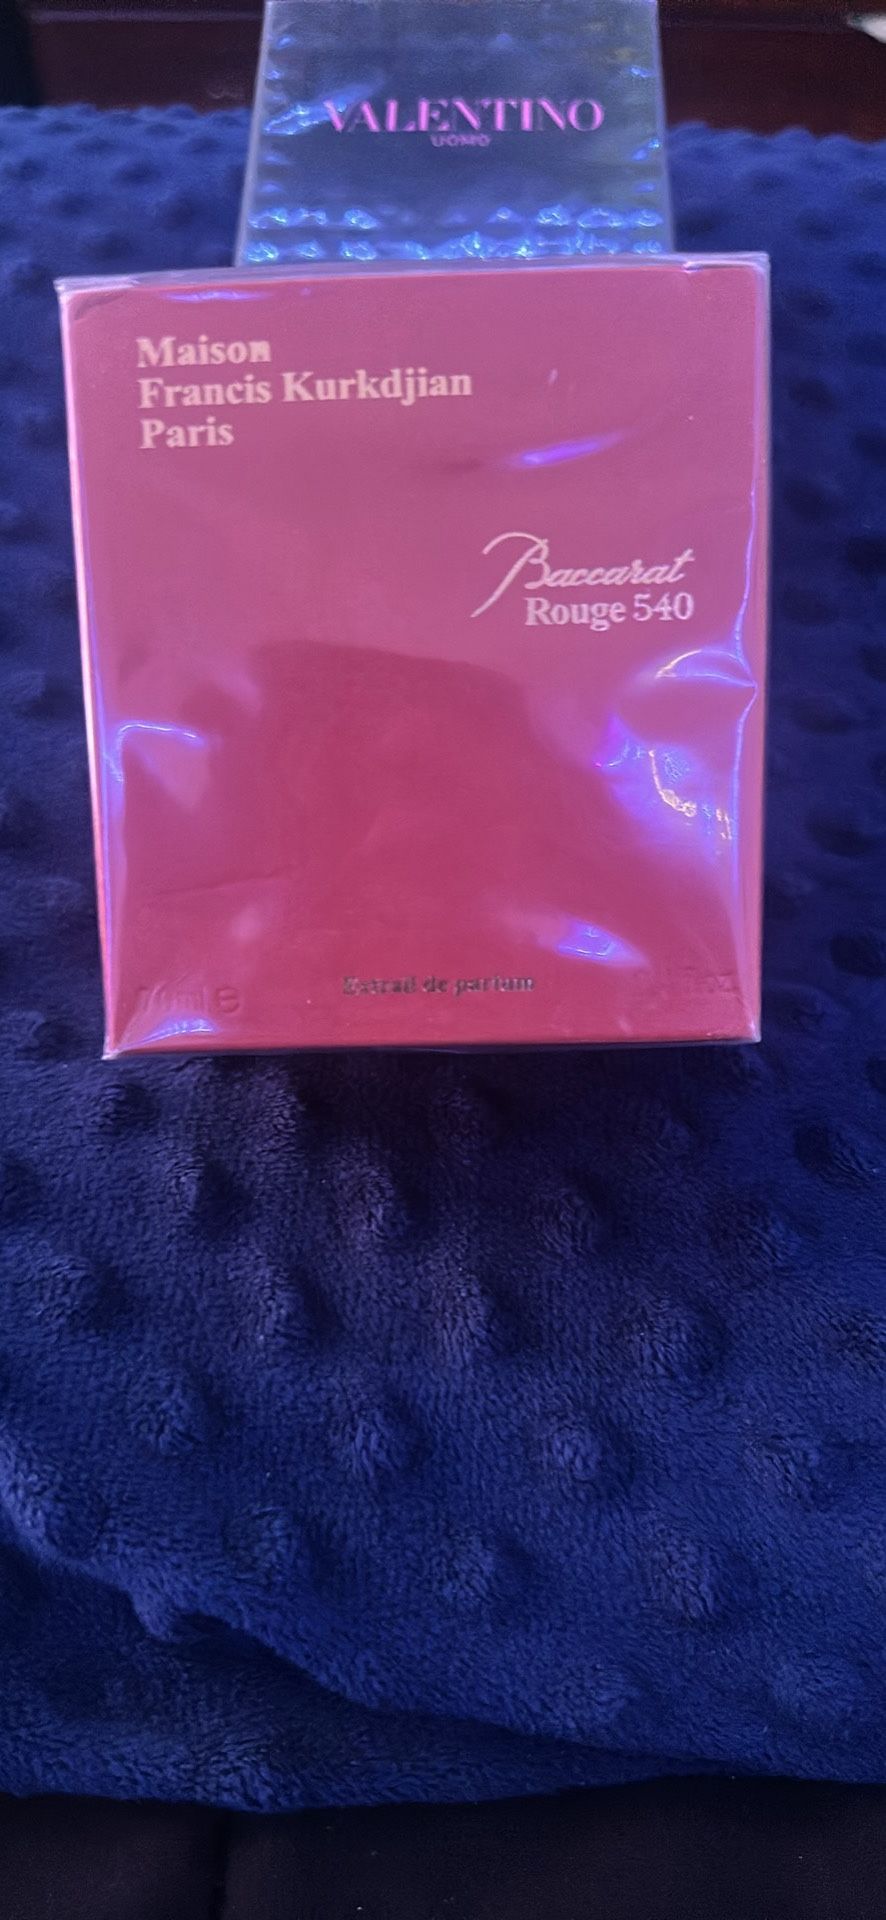 VALENTINO
UOMO
Maison
Francis Kurkdjian
Paris
Baccarat
Rouge 540
Extrait de parfum